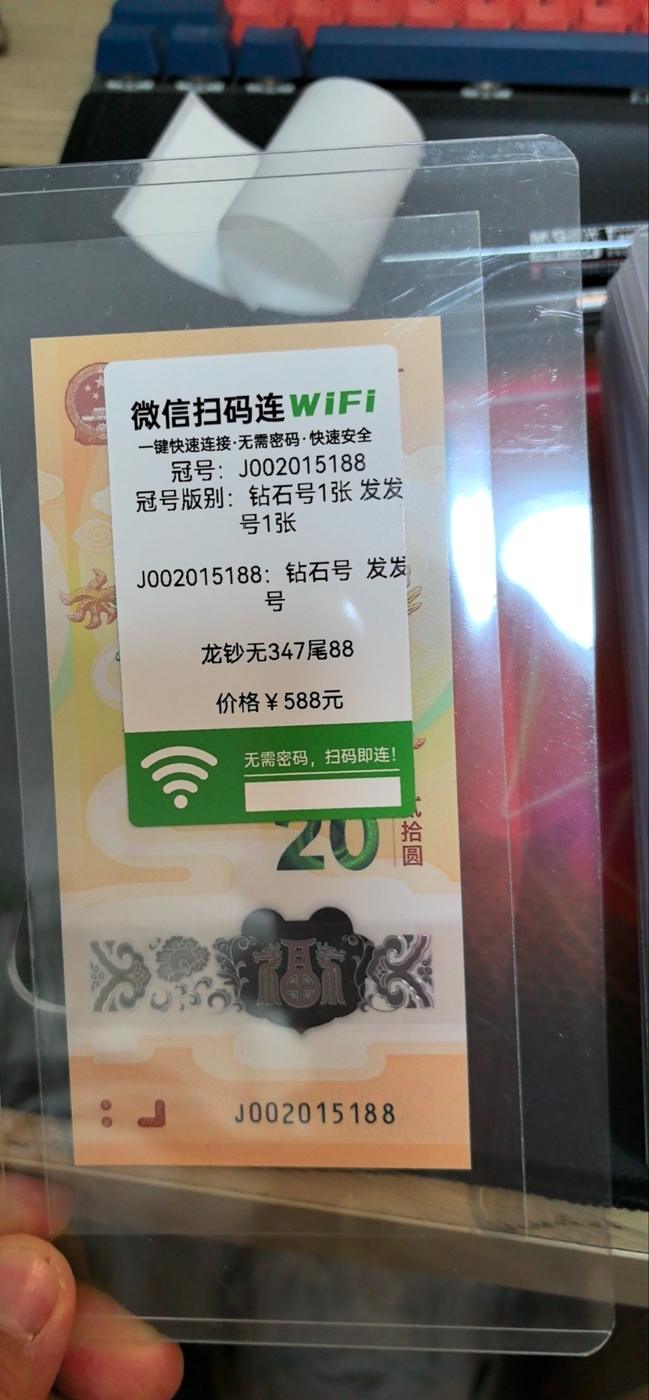 微信扫码连WiFi
一键快速连接·无需密码·快速安全
冠号：J002015188
冠号版别：钻石号1张 发发
号1张
J002015188：钻石号 发发
号
龙钞无347尾88
价格￥588元
无需密码，扫码即连！
20
拾圆
福
J002015188